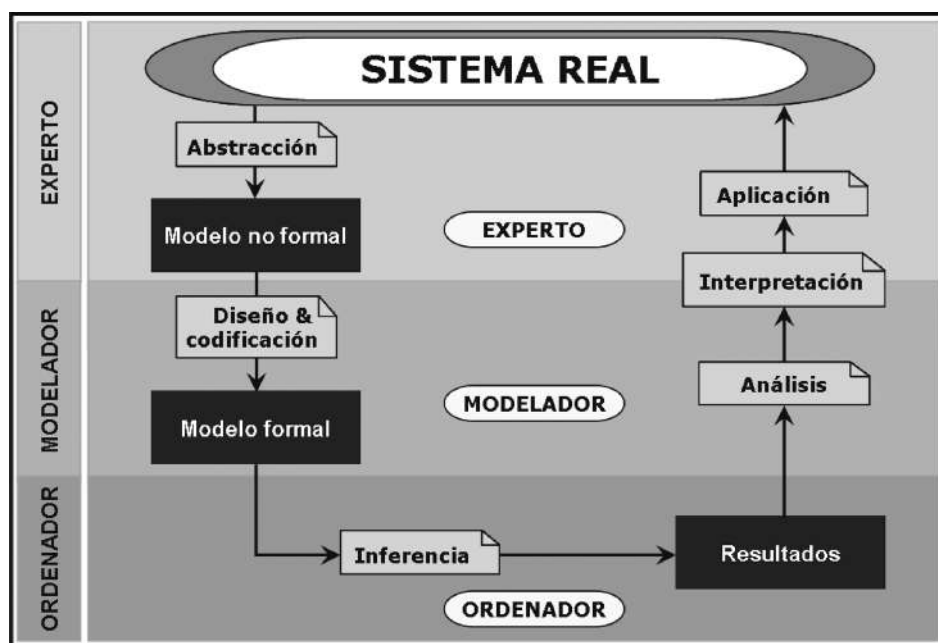 SISTEMA REAL
EXPERTO
Abstracción
Aplicación
Modelo no formal
EXPERTO
Interpretación
MODELADOR
Diseño &
codificación
Análisis
MODELADOR
Modelo formal
ORDENADOR
Inferencia
Resultados
ORDENADOR